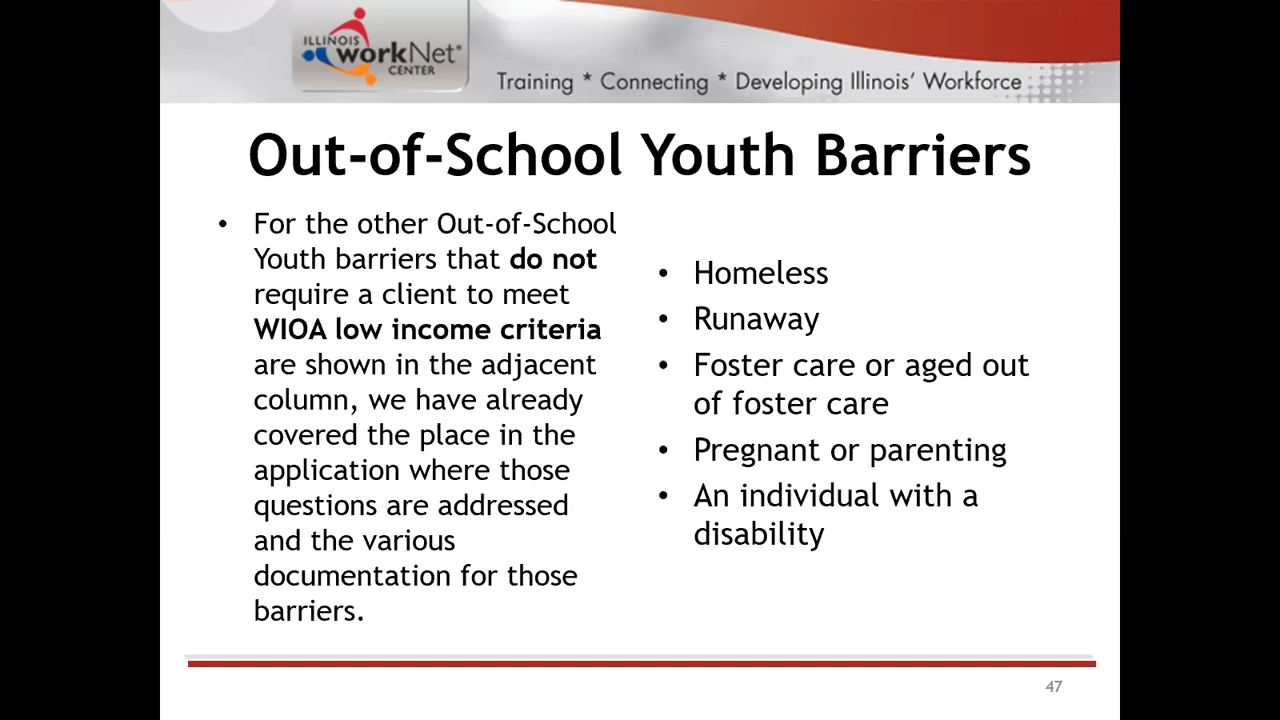 ILLINOIS
workNet®
CENTER
Training * Connecting * Developing Illinois’ Workforce
Out-of-School Youth Barriers
• For the other Out-of-School
Youth barriers that do not
require a client to meet
WIOA low income criteria
are shown in the adjacent
column, we have already
covered the place in the
application where those
questions are addressed
and the various
documentation for those
barriers.
• Homeless
• Runaway
• Foster care or aged out
of foster care
• Pregnant or parenting
• An individual with a
disability
47